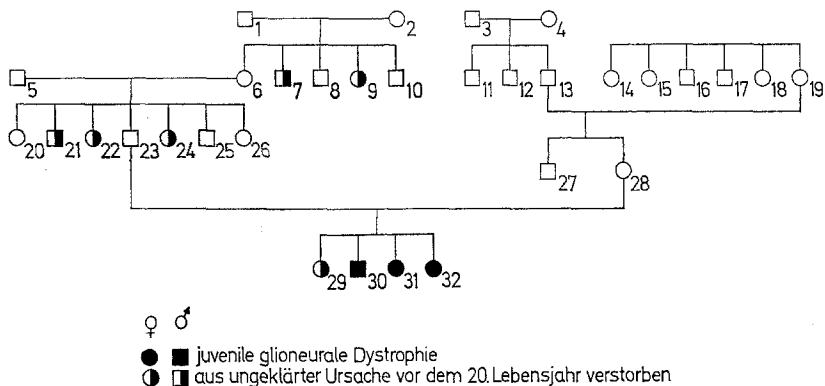 1 2 3 4
5 6 7 8 9 10 11 12 13 14 15 16 17 18 19
20 21 22 23 24 25 26 27 28
29 30 31 32
♀ ♂
juvenile glioneurale Dystrophie
aus ungeklärter Ursache vor dem 20. Lebensjahr verstorben